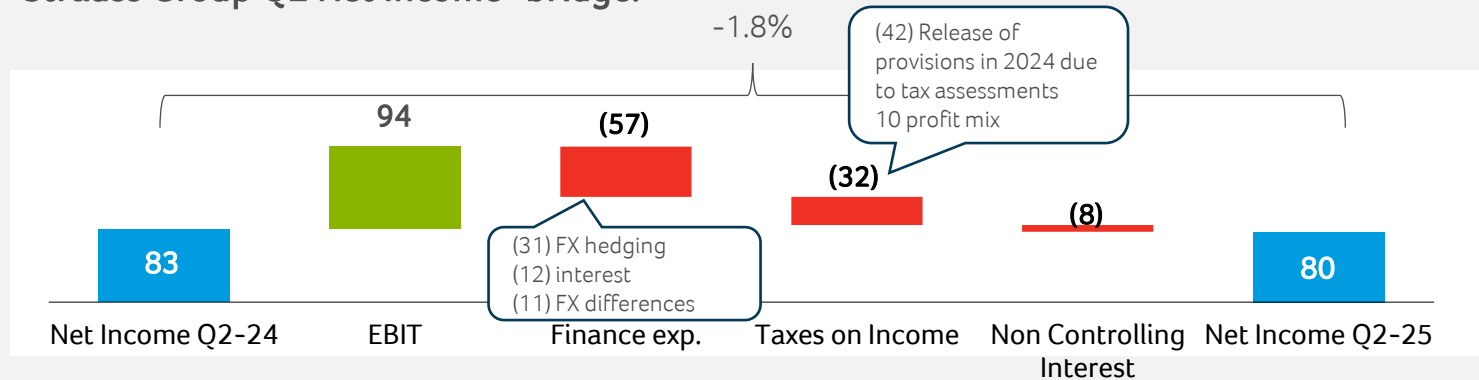 -1.8%
(42) Release of
provisions in 2024 due
to tax assessments
10 profit mix
94
(57)
(32)
(8)
83
(31) FX hedging
(12) interest
(11) FX differences
80
Net Income Q2-24
EBIT
Finance exp.
Taxes on Income
Non Controlling
Interest
Net Income Q2-25